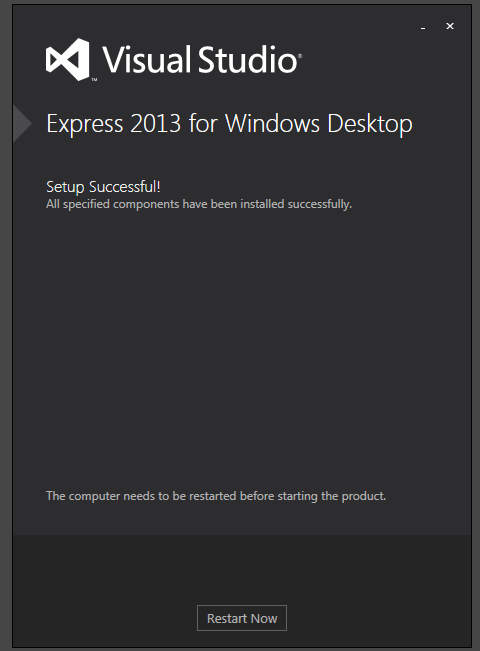 Visual Studio®
™
Express 2013 for Windows Desktop
Setup Successful!
All specified components have been installed successfully.
The computer needs to be restarted before starting the product.
Restart Now